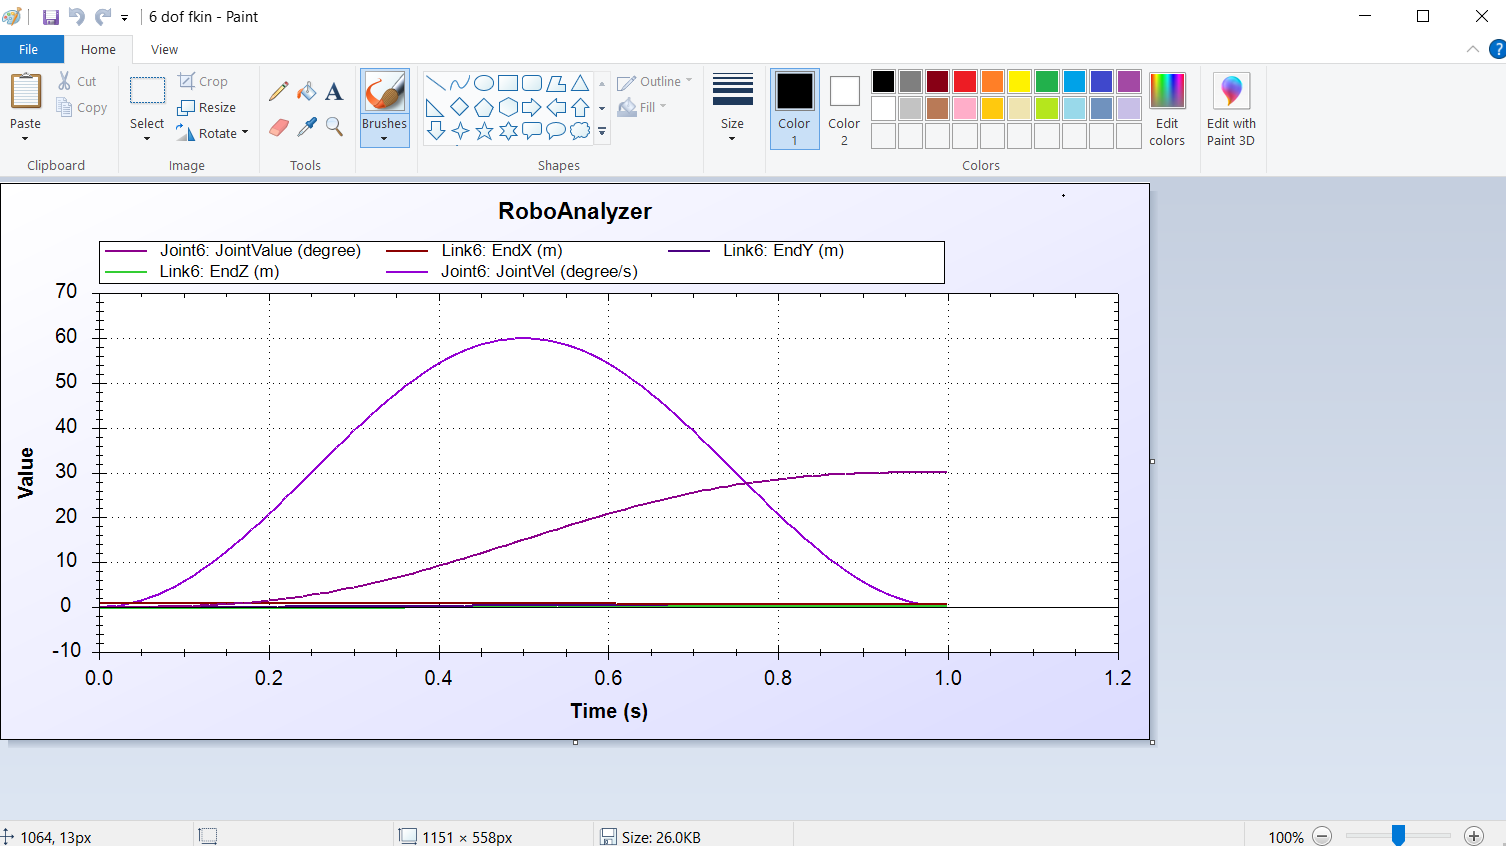 6 dof fkin - Paint
File Home View
Paste Cut Copy Clipboard
Select Crop Resize Rotate Image
A
Tools
Brushes
Outline Fill
Shapes
Size
Color 1
Color 2
Edit colors
Colors
Edit with Paint 3D
?
RoboAnalyzer
Joint6: JointValue (degree) Link6: EndX (m) Link6: EndY (m)
Link6: EndZ (m) Joint6: JointVel (degree/s)
70
60
50
40
30
20
10
0
-10
Value
0.0 0.2 0.4 0.6 0.8 1.0 1.2
Time (s)
1064, 13px 1151 × 558px Size: 26.0KB 100%